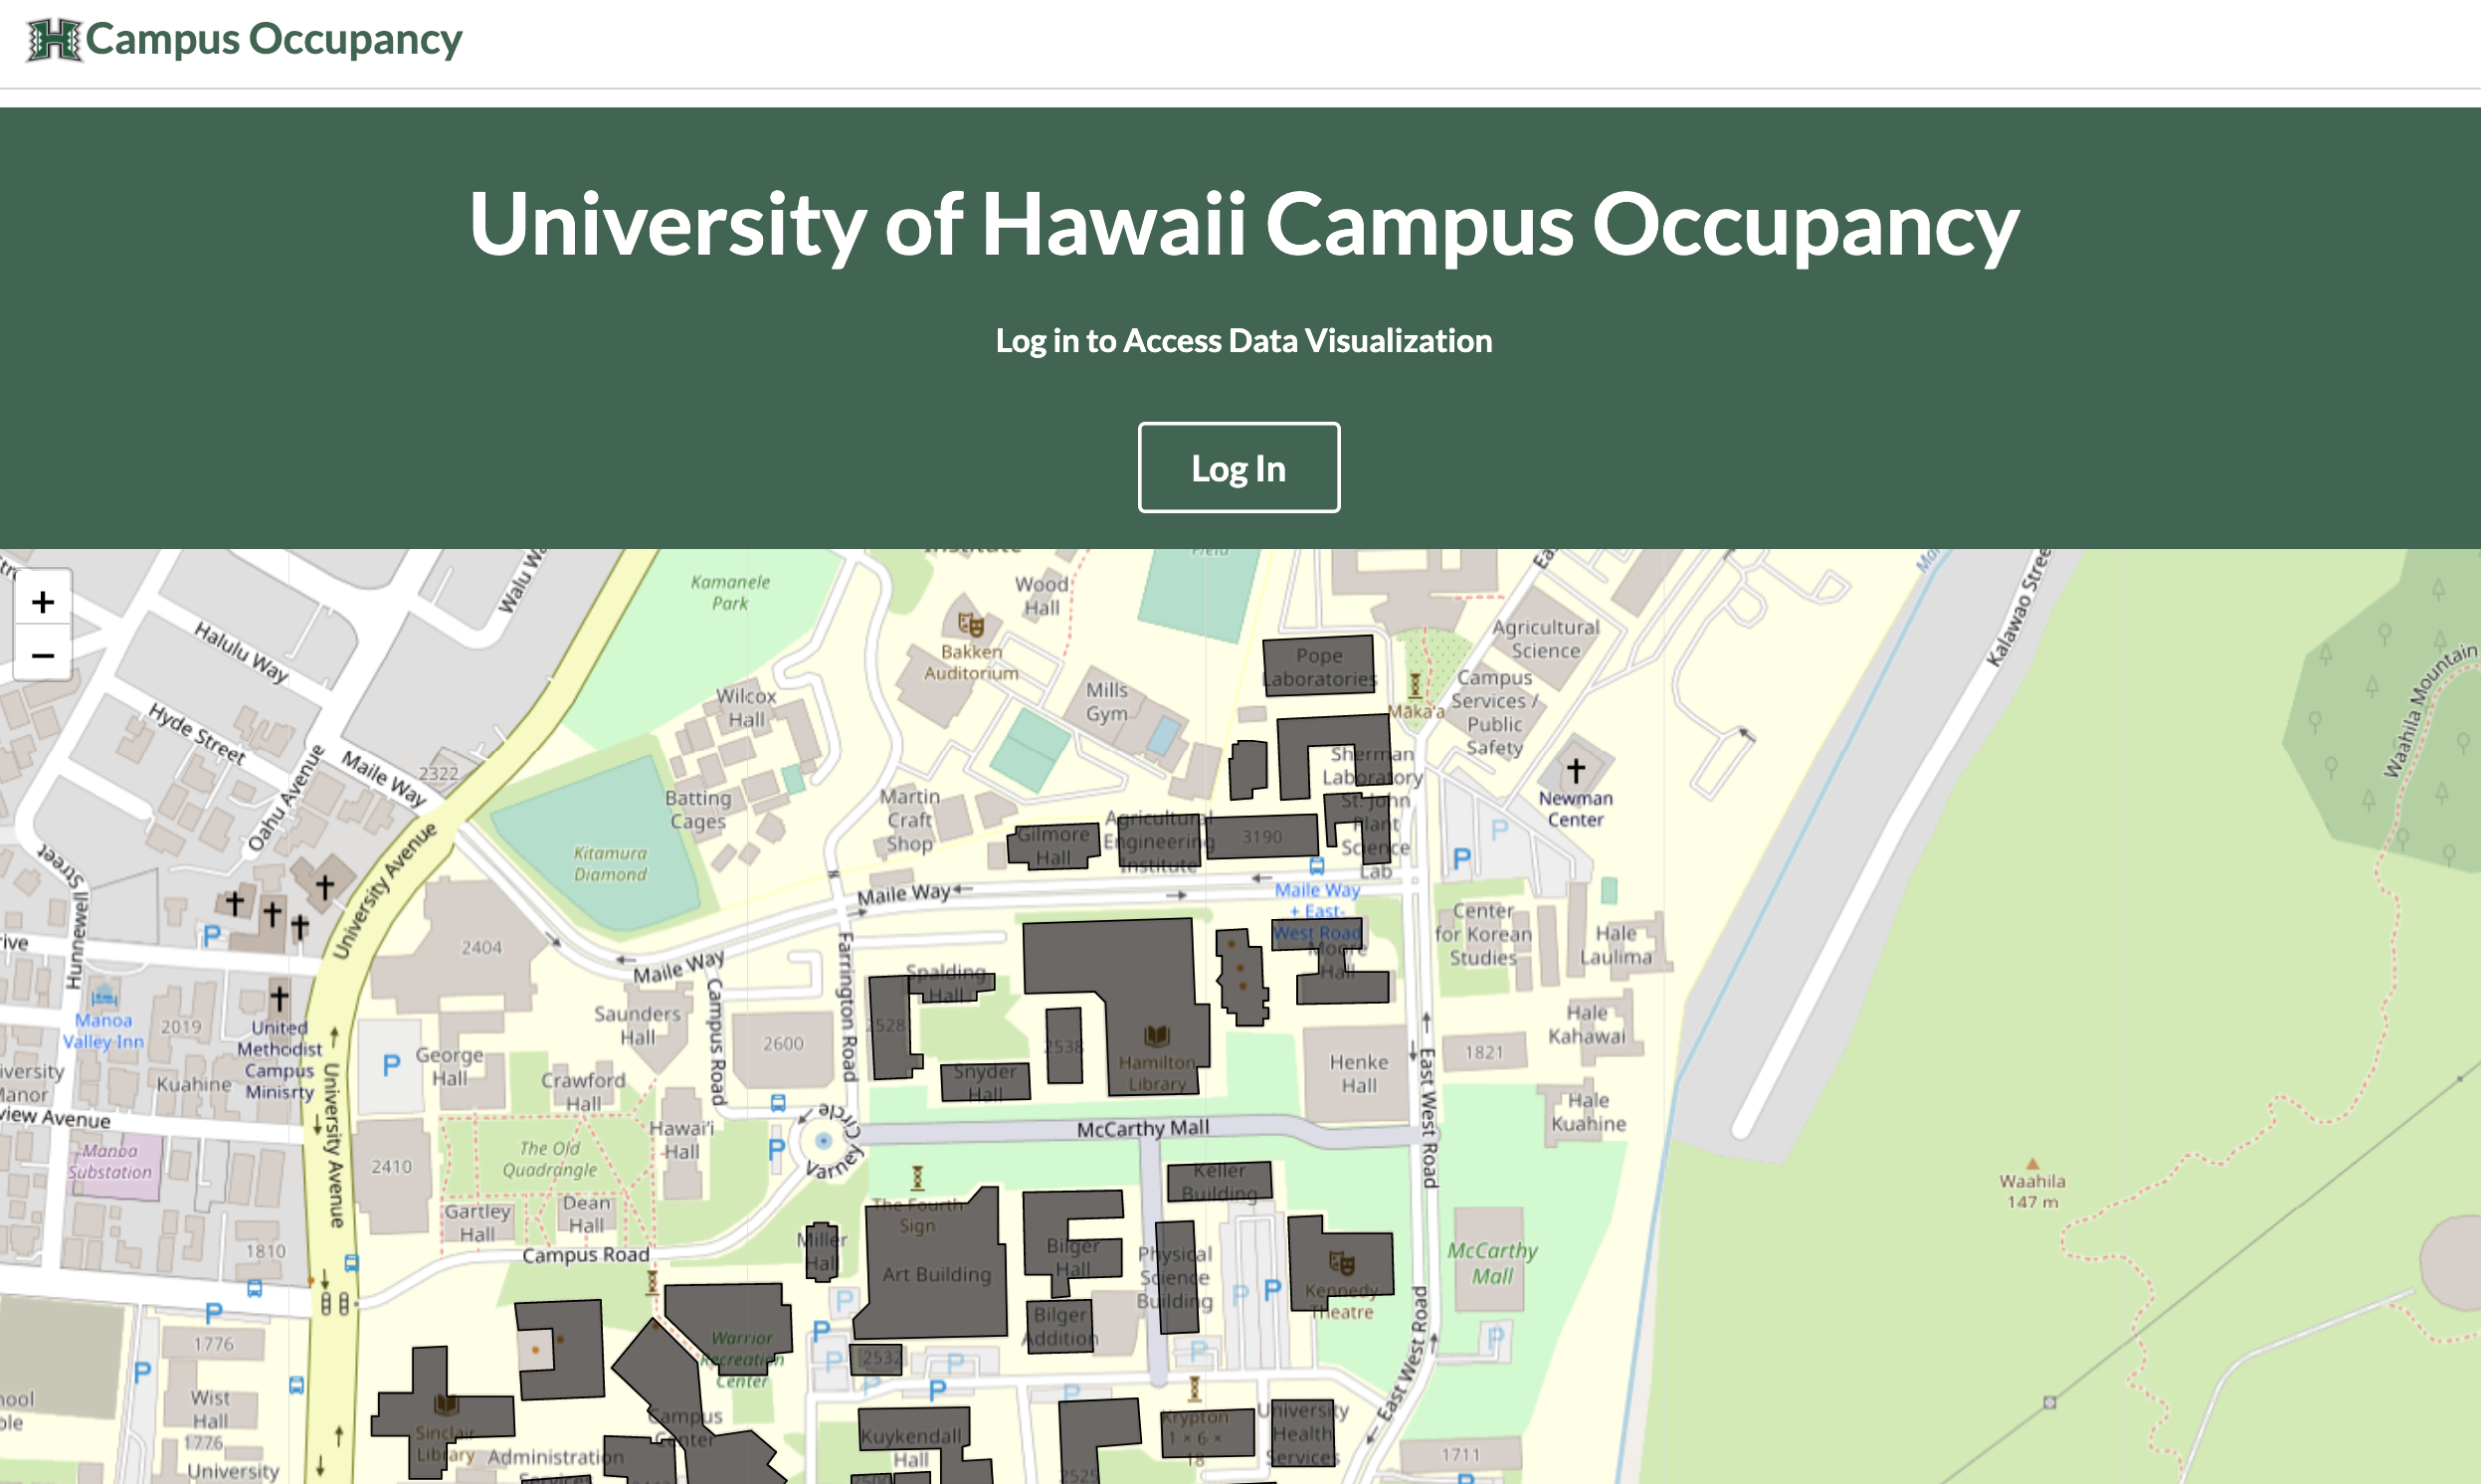 Campus Occupancy
University of Hawaii Campus Occupancy
Log in to Access Data Visualization
Log In
+
−
Kamanele
Park
Wood
Hall
Walu
Halulu Way
Bakken
Auditorium
Agricultural
Science
Pope
Laboratories
Kalawao Stree
Waahila Mountain
Wilcox
Hall
Mills
Gym
Māka'a
Campus
Services /
Public
Safety
Hyde Street
Maile Way
2322
Oahu Avenue
Sherman
Laboratory
Newman
Center
Batting
Cages
Martin
Craft
Shop
Gilmore
Hall
Agricultural
Engineering
Institute
3190
St. John
Plant
Science
Lab
P
P
Kitamura
Diamond
University Avenue
Street
Hunnewell
Maile Way
Maile Way
+ East-
West Road
Moore
Hall
Center
for Korean
Studies
Hale
Laulima
P
rive
2404
Maile Way
Farrington Road
Spalding
Hall
Campus Road
Saunders
Hall
2528
2538
Hamilton
Library
Hale
Kahawai
Manoa
Valley Inn
2019
United
Methodist
Campus
Minisrty
Kuahine
P
George
Hall
2600
Snyder
Hall
Henke
Hall
1821
East West Road
iversity
Manor
view Avenue
University Avenue
Crawford
Hall
Hawai'i
Hall
P
Varney
Circle
McCarthy Mall
Hale
Kuahine
Manoa
Substation
2410
The Old
Quadrangle
Keller
Building
Waahila
147 m
Gartley
Hall
Dean
Hall
The Fourth
Sign
Miller
Hall
Art Building
Bilger
Hall
Physical
Science
Building
P
P
Kennedy
Theatre
McCarthy
Mall
1810
Campus Road
P
P
P
Bilger
Addition
East West Road
P
1776
P
Warrior
Recreation
Center
P
2532
P
P
P
P
P
Wist
Hall
1776
University
Sinclair
Library
Administration
Campus
Center
Kuykendall
Hall
2525
Krypton
1 × 6 ×
18
University
Health
Services
1711
P